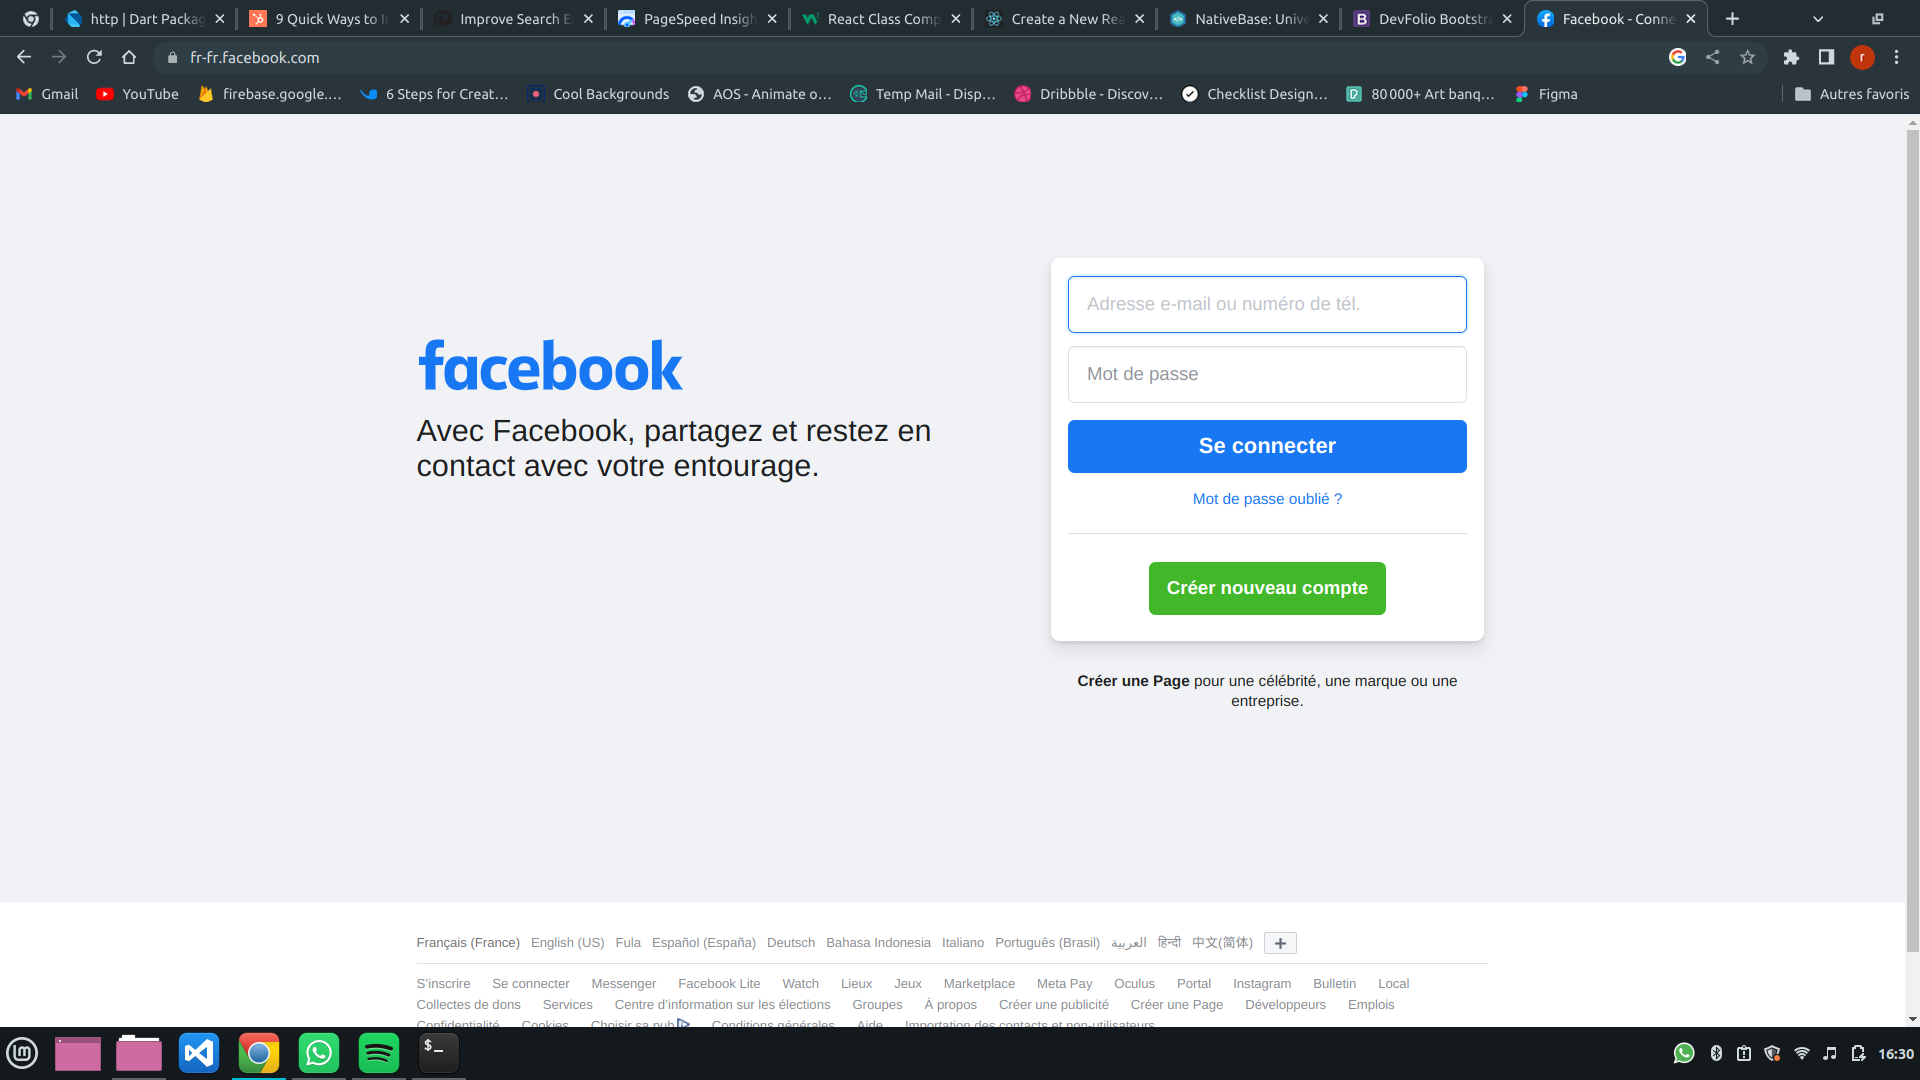 http | Dart Packag
9 Quick Ways to In
Improve Search E
PageSpeed Insigh
React Class Comp
Create a New Rea
NativeBase: Unive
DevFolio Bootstra
Facebook - Conne
fr-fr.facebook.com
Gmail
YouTube
firebase.google....
6 Steps for Creat...
Cool Backgrounds
AOS - Animate o...
Temp Mail - Disp...
Dribbble - Discov...
Checklist Design...
80 000+ Art banq...
Figma
Autres favoris
facebook
Avec Facebook, partagez et restez en
contact avec votre entourage.
Adresse e-mail ou numéro de tél.
Mot de passe
Se connecter
Mot de passe oublié ?
Créer nouveau compte
Créer une Page pour une célébrité, une marque ou une
entreprise.
Français (France) English (US) Fula Español (España) Deutsch Bahasa Indonesia Italiano Português (Brasil) العربية हिन्दी 中文(简体) +
S’inscrire Se connecter Messenger Facebook Lite Watch Lieux Jeux Marketplace Meta Pay Oculus Portal Instagram Bulletin Local
Collectes de dons Services Centre d’information sur les élections Groupes À propos Créer une publicité Créer une Page Développeurs Emplois
Confidentialité Cookies Choisir sa pub Conditions générales Aide Importation des contacts et non-utilisateurs
16:30